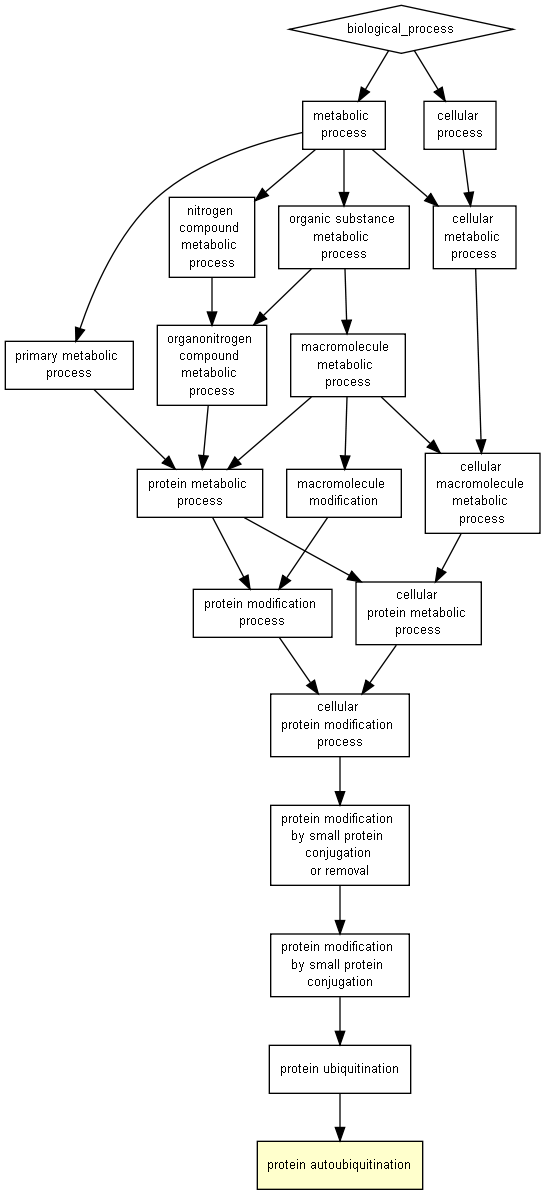 biological_process
metabolic
process
cellular
process
nitrogen
compound
metabolic
process
organic substance
metabolic
process
cellular
metabolic
process
primary metabolic
process
organonitrogen
compound
metabolic
process
macromolecule
metabolic
process
protein metabolic
process
macromolecule
modification
cellular
macromolecule
metabolic
process
protein modification
process
cellular
protein metabolic
process
cellular
protein modification
process
protein modification
by small protein
conjugation
or removal
protein modification
by small protein
conjugation
protein ubiquitination
protein autoubiquitination